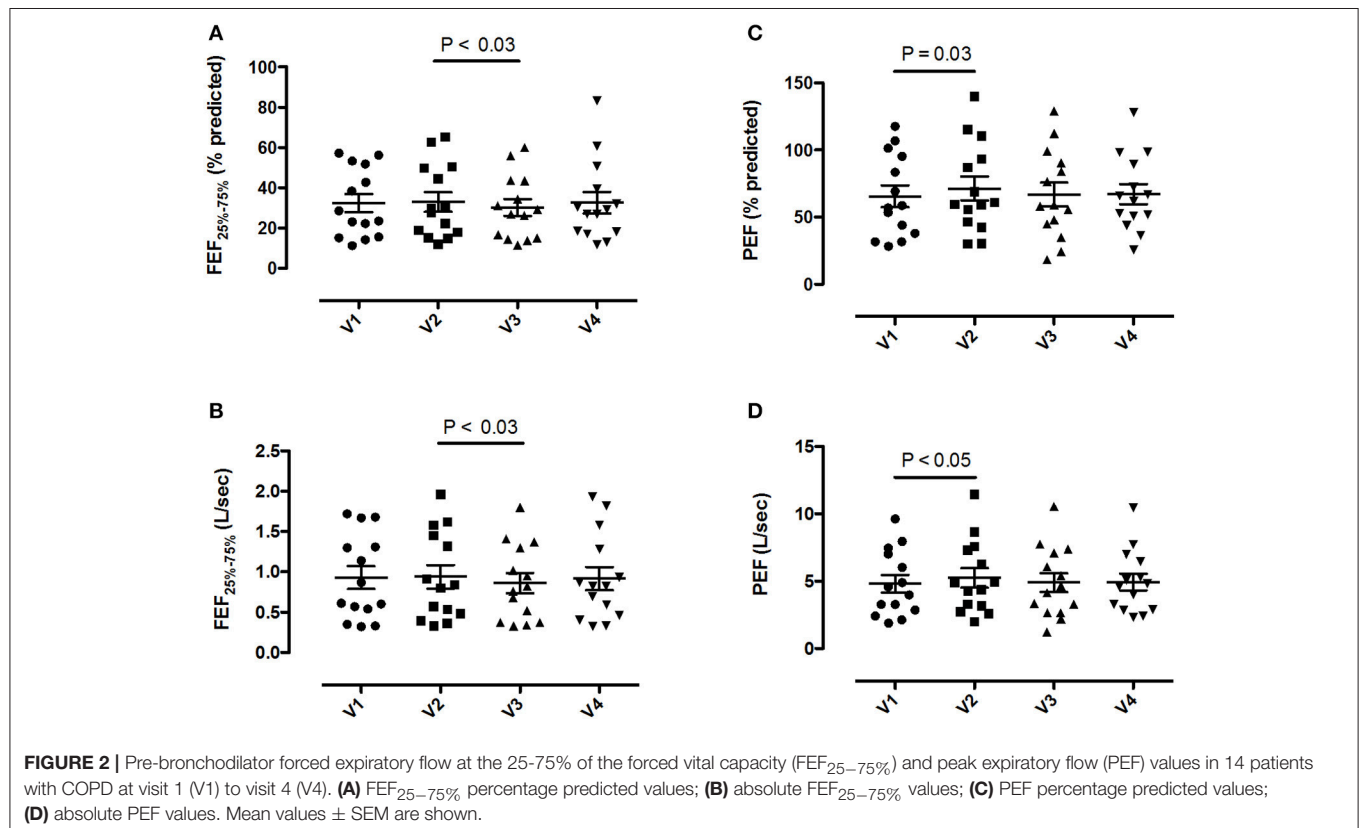 A
P < 0.03
FEF25%-75% (% predicted)
100
80
60
40
20
0
V1
V2
V3
V4
C
P = 0.03
PEF (% predicted)
150
100
50
0
V1
V2
V3
V4
B
P < 0.03
FEF25%-75% (L/sec)
2.5
2.0
1.5
1.0
0.5
0.0
V1
V2
V3
V4
D
P < 0.05
PEF (L/sec)
15
10
5
0
V1
V2
V3
V4
FIGURE 2 | Pre-bronchodilator forced expiratory flow at the 25-75% of the forced vital capacity (FEF25−75%) and peak expiratory flow (PEF) values in 14 patients
with COPD at visit 1 (V1) to visit 4 (V4). (A) FEF25−75% percentage predicted values; (B) absolute FEF25−75% values; (C) PEF percentage predicted values;
(D) absolute PEF values. Mean values ± SEM are shown.